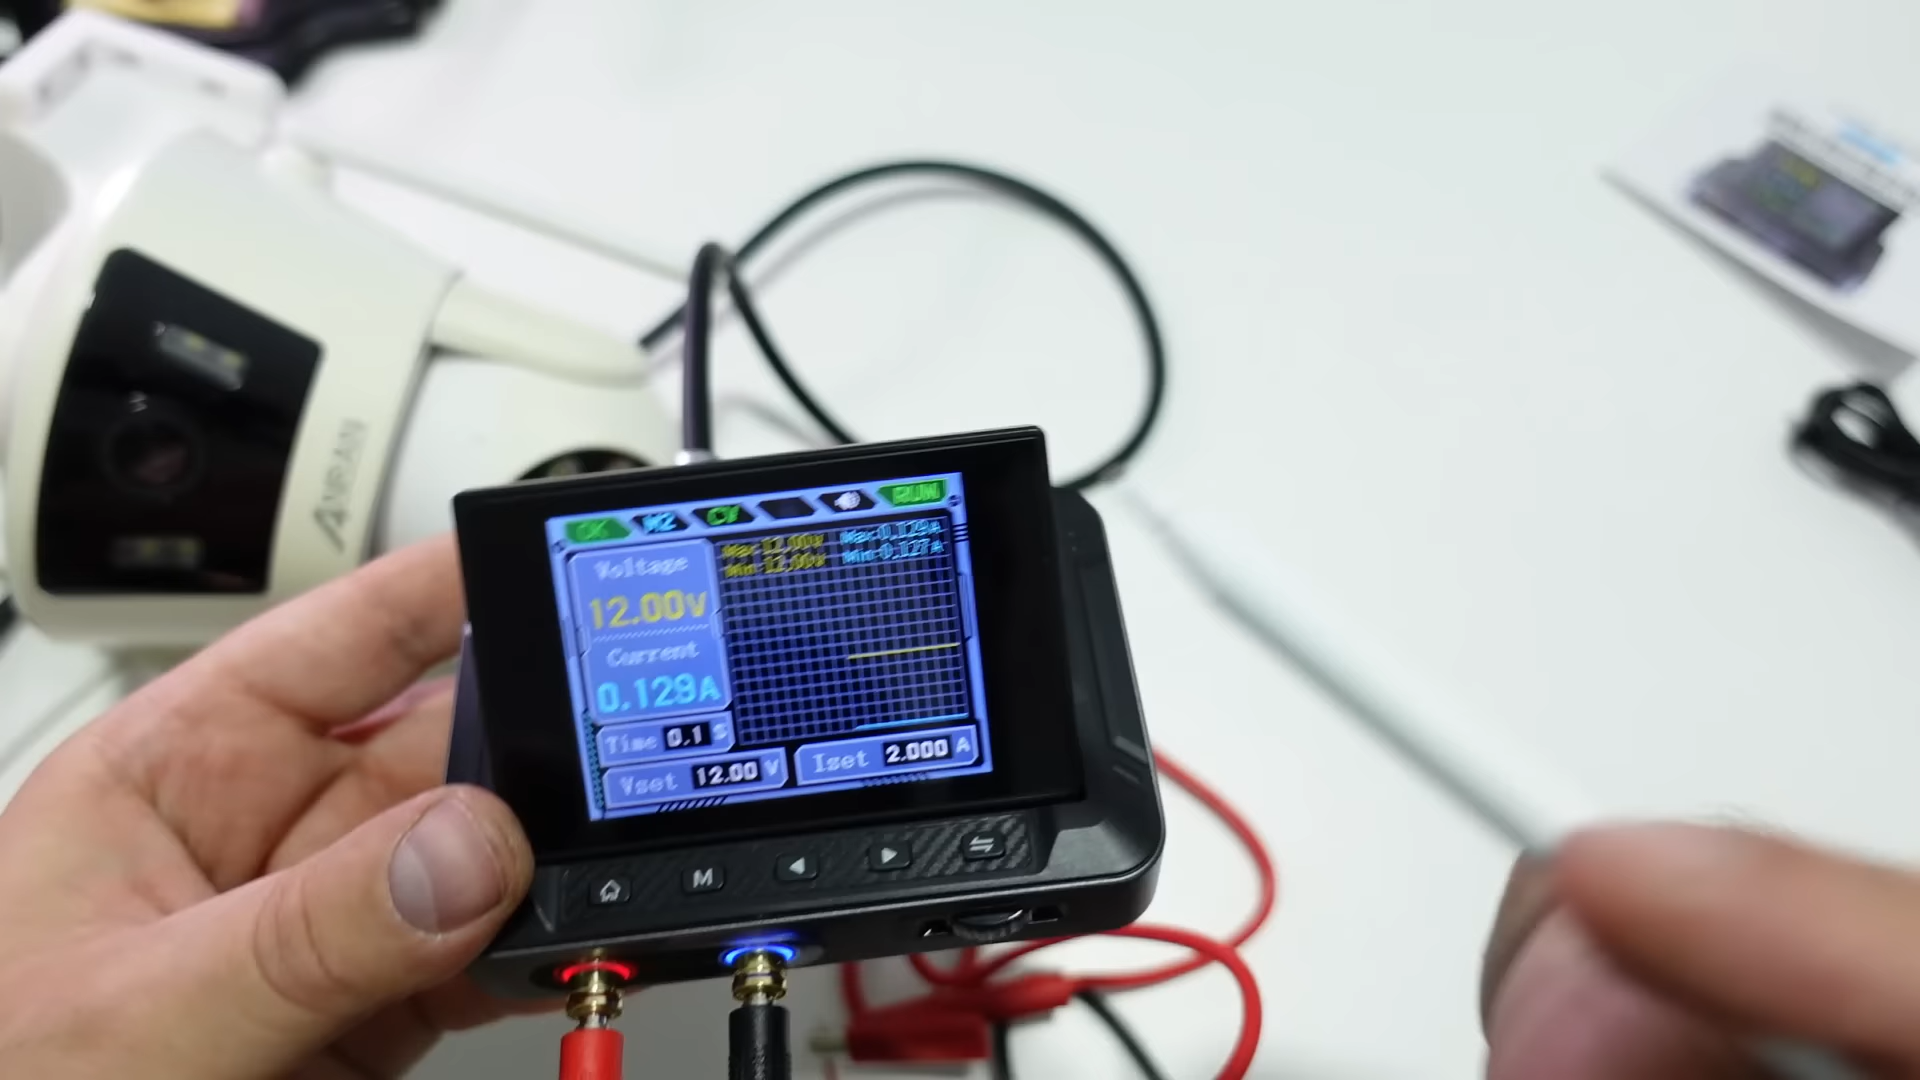 ANRAN
OK M2 CV RUN
Voltage
12.00V
Current
0.129A
Max:12.00V
Min:12.00V
Max:0.129A
Min:0.127A
Time 0.1 S
Vset 12.00 V
Iset 2.000 A
M